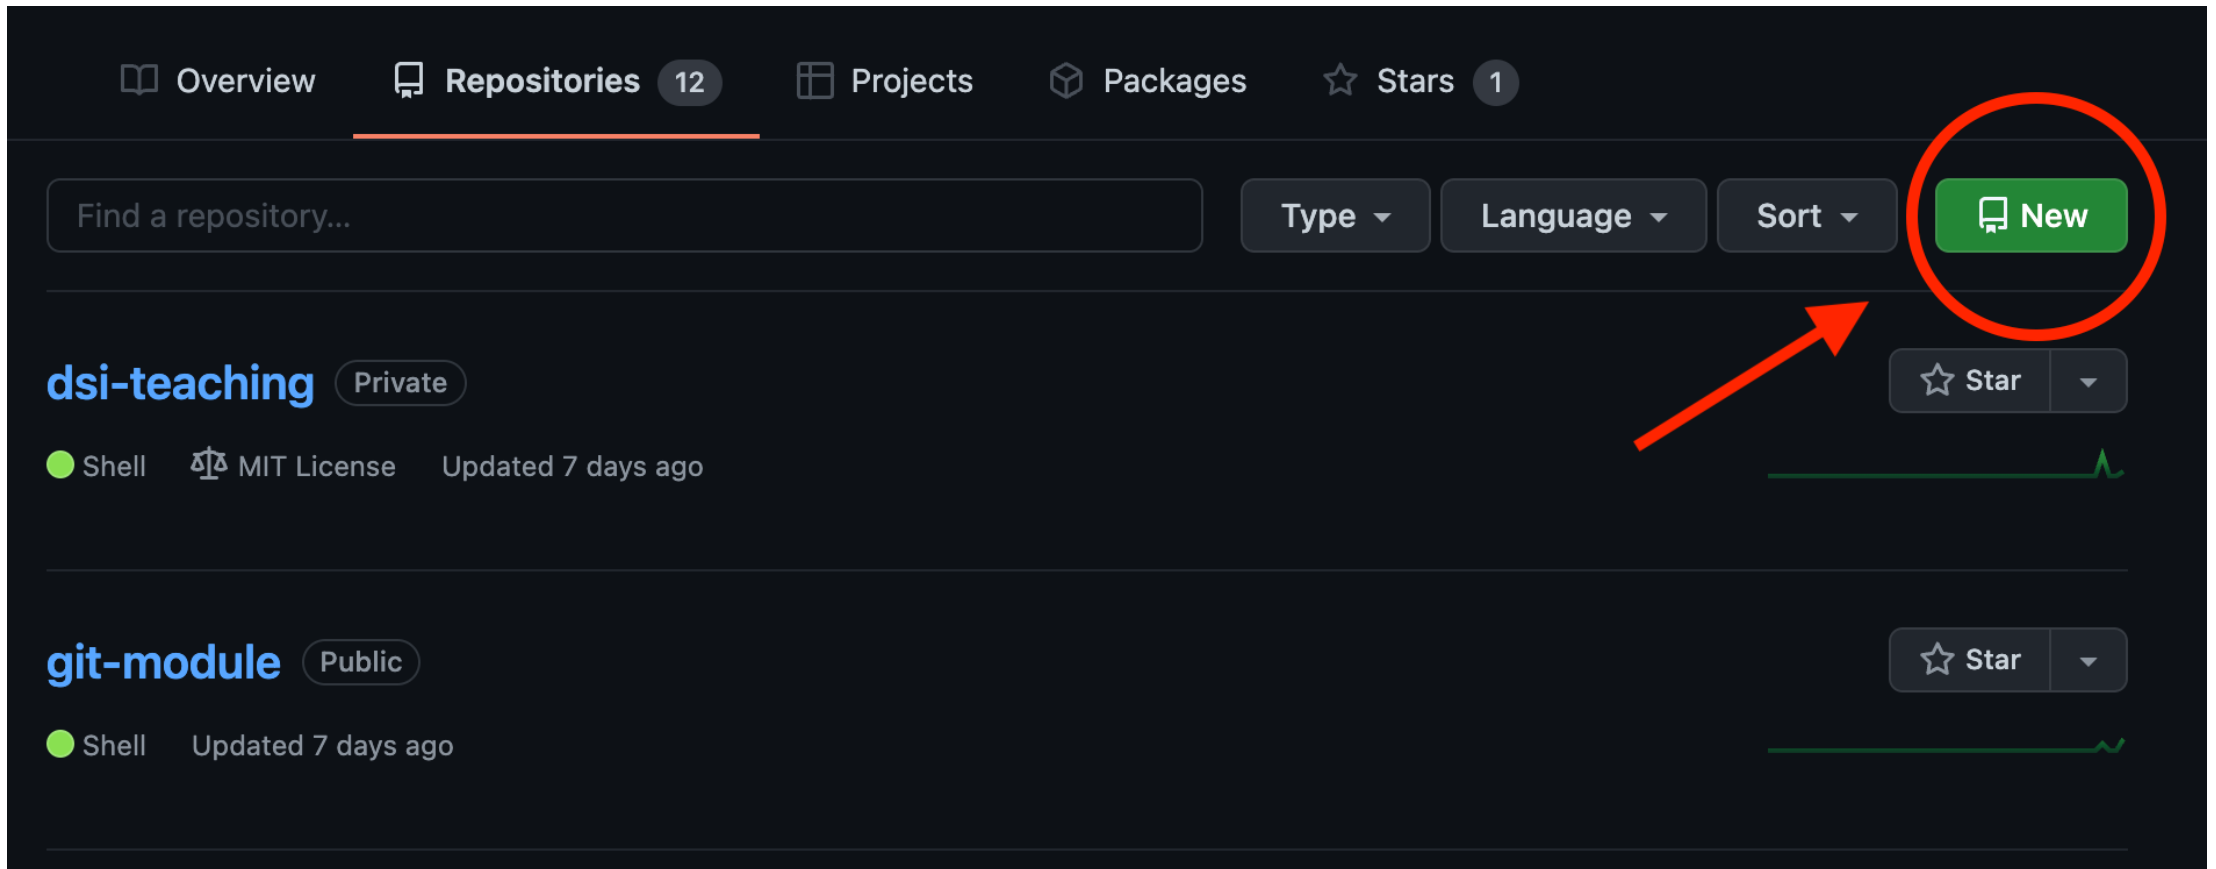 Overview Repositories 12 Projects Packages Stars 1
Find a repository... Type Language Sort New
dsi-teaching Private Star
Shell MIT License Updated 7 days ago
git-module Public Star
Shell Updated 7 days ago